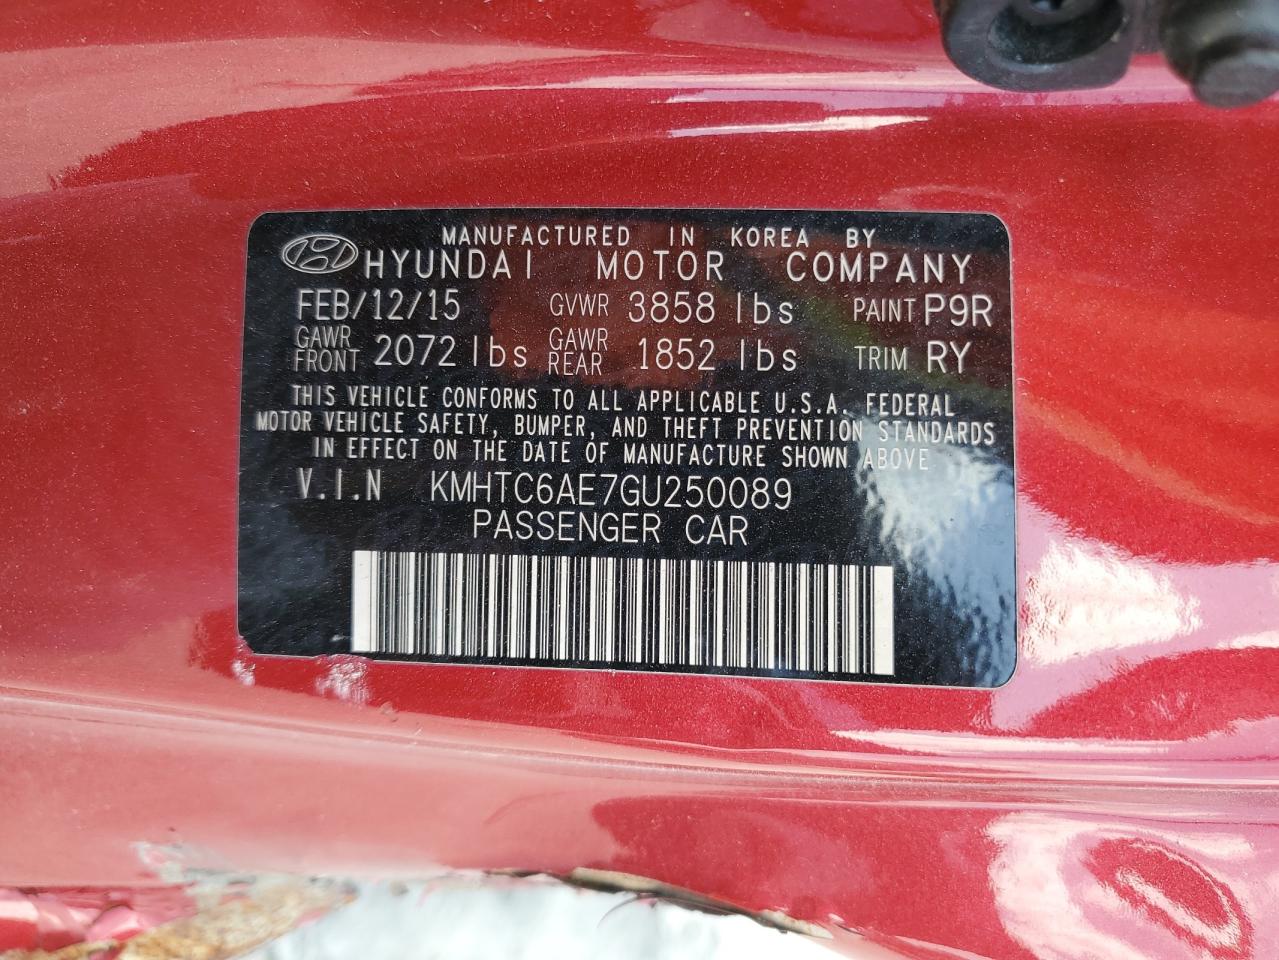 MANUFACTURED IN KOREA BY
HYUNDAI MOTOR COMPANY
FEB/12/15 GVWR 3858 lbs PAINT P9R
GAWR FRONT 2072 lbs GAWR REAR 1852 lbs TRIM RY
THIS VEHICLE CONFORMS TO ALL APPLICABLE U.S.A. FEDERAL
MOTOR VEHICLE SAFETY, BUMPER, AND THEFT PREVENTION STANDARDS
IN EFFECT ON THE DATE OF MANUFACTURE SHOWN ABOVE
V.I.N KMHTC6AE7GU250089
PASSENGER CAR